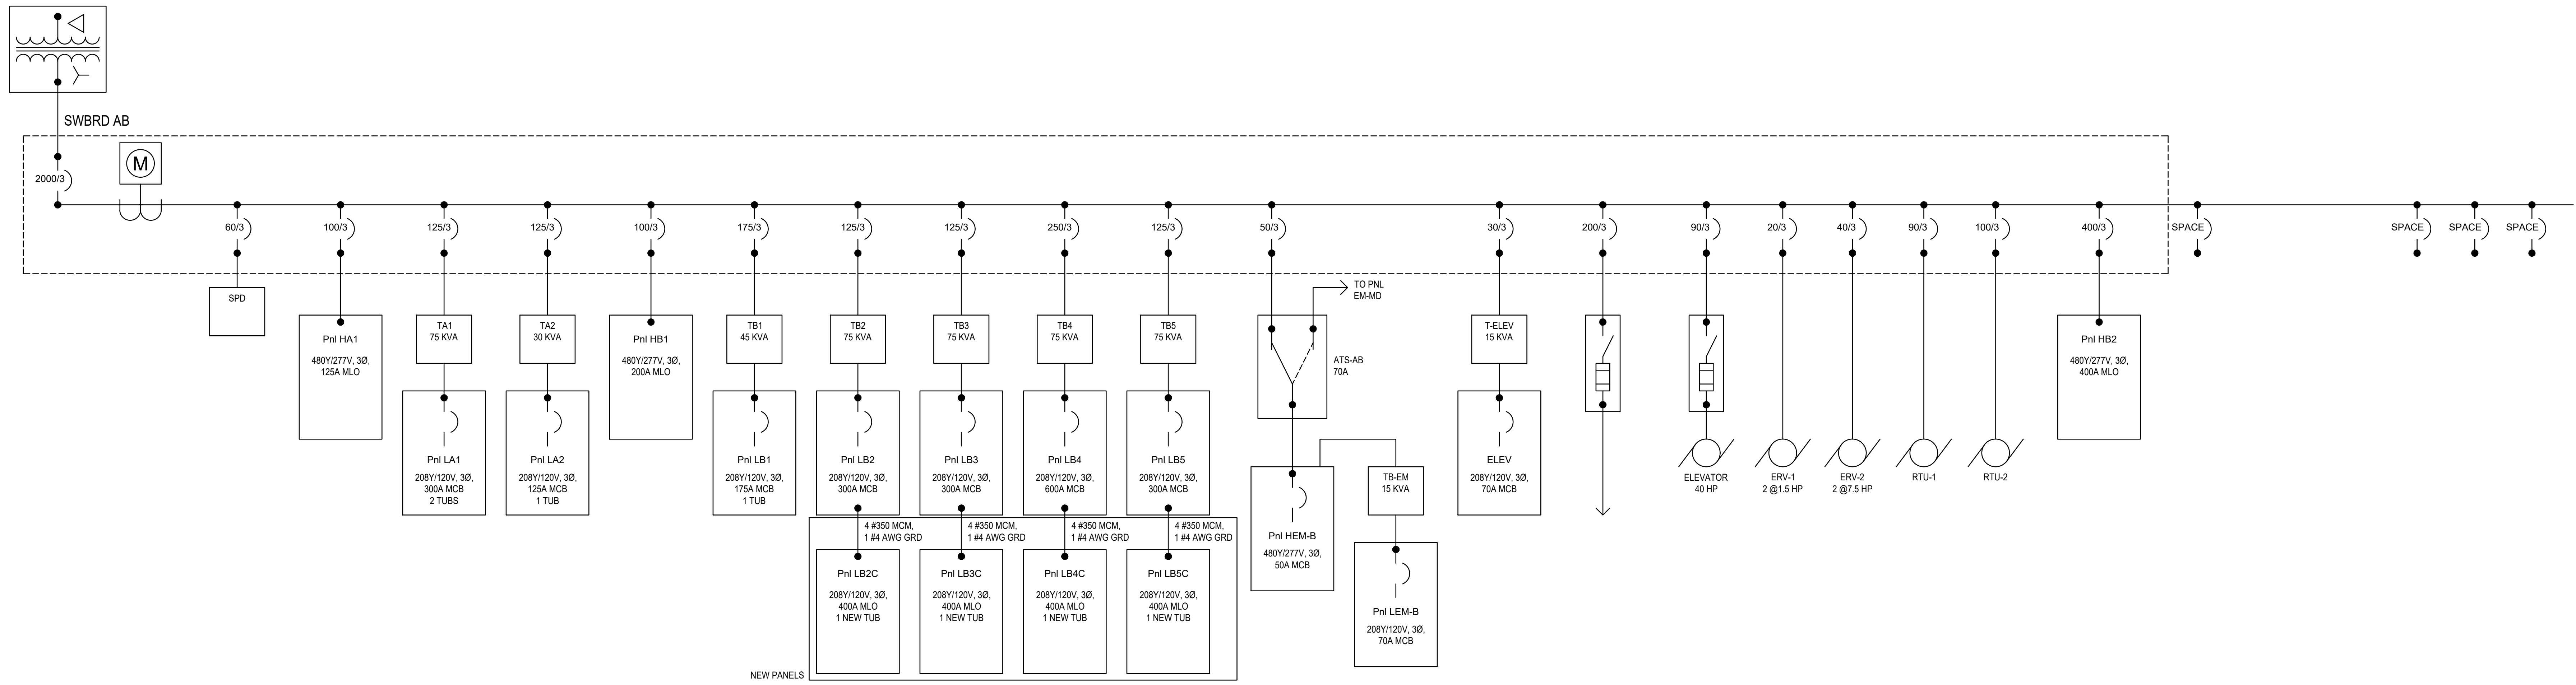 SWBRD AB
M
2000/3
60/3
100/3
125/3
125/3
100/3
175/3
125/3
125/3
250/3
125/3
50/3
30/3
200/3
90/3
20/3
40/3
90/3
100/3
400/3
SPACE
SPACE
SPACE
SPACE
SPD
TO PNL
EM-MD
Pnl HA1
480Y/277V, 3Ø,
125A MLO
TA1
75 KVA
TA2
30 KVA
Pnl HB1
480Y/277V, 3Ø,
200A MLO
TB1
45 KVA
TB2
75 KVA
TB3
75 KVA
TB4
75 KVA
TB5
75 KVA
ATS-AB
70A
T-ELEV
15 KVA
Pnl HB2
480Y/277V, 3Ø,
400A MLO
Pnl LA1
208Y/120V, 3Ø,
300A MCB
2 TUBS
Pnl LA2
208Y/120V, 3Ø,
125A MCB
1 TUB
Pnl LB1
208Y/120V, 3Ø,
175A MCB
1 TUB
Pnl LB2
208Y/120V, 3Ø,
300A MCB
Pnl LB3
208Y/120V, 3Ø,
300A MCB
Pnl LB4
208Y/120V, 3Ø,
600A MCB
Pnl LB5
208Y/120V, 3Ø,
300A MCB
TB-EM
15 KVA
ELEV
208Y/120V, 3Ø,
70A MCB
ELEVATOR
40 HP
ERV-1
2 @1.5 HP
ERV-2
2 @7.5 HP
RTU-1
RTU-2
4 #350 MCM,
1 #4 AWG GRD
4 #350 MCM,
1 #4 AWG GRD
4 #350 MCM,
1 #4 AWG GRD
4 #350 MCM,
1 #4 AWG GRD
Pnl HEM-B
480Y/277V, 3Ø,
50A MCB
Pnl LB2C
208Y/120V, 3Ø,
400A MLO
1 NEW TUB
Pnl LB3C
208Y/120V, 3Ø,
400A MLO
1 NEW TUB
Pnl LB4C
208Y/120V, 3Ø,
400A MLO
1 NEW TUB
Pnl LB5C
208Y/120V, 3Ø,
400A MLO
1 NEW TUB
Pnl LEM-B
208Y/120V, 3Ø,
70A MCB
NEW PANELS